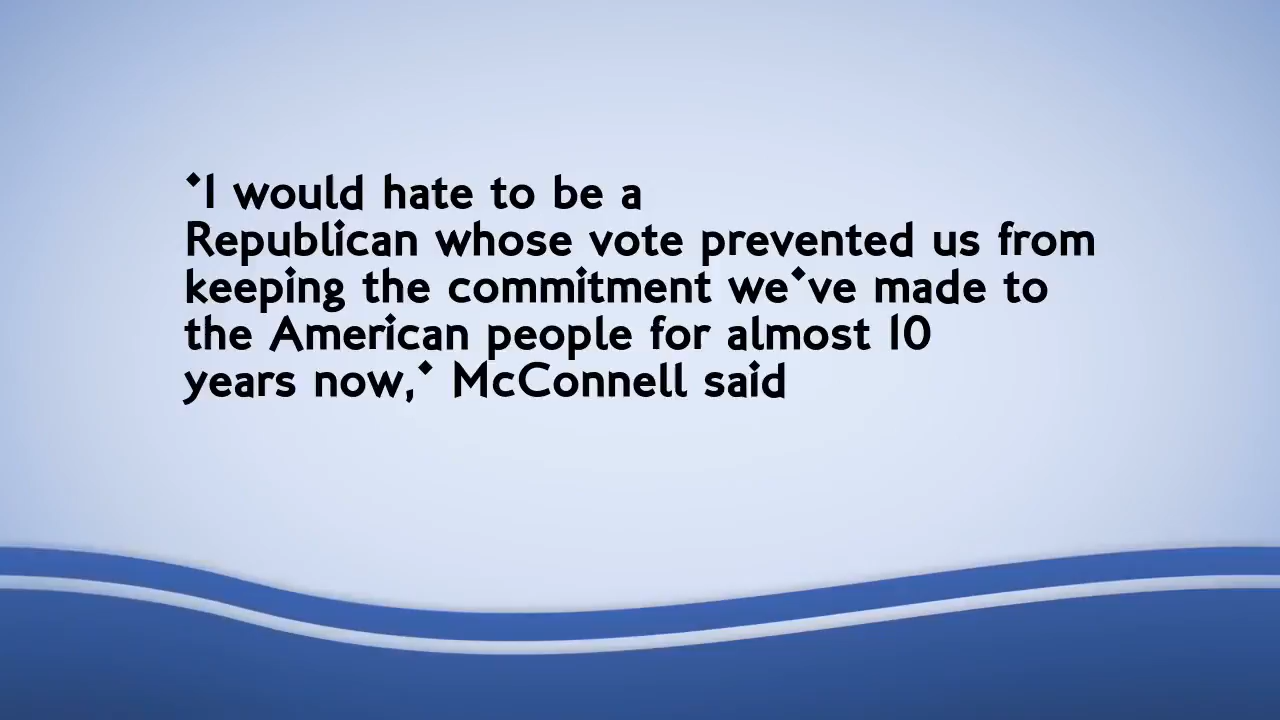 "I would hate to be a
Republican whose vote prevented us from
keeping the commitment we've made to
the American people for almost 10
years now," McConnell said